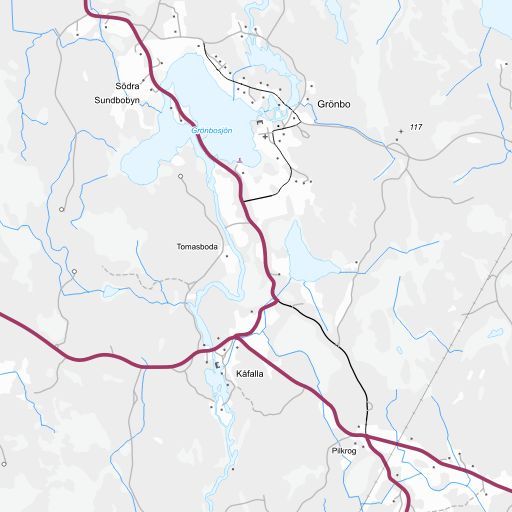 Södra
Sundbobyn
Grönbo
Grönbosjön
117
Tomasboda
Kåfalla
Pilkrog